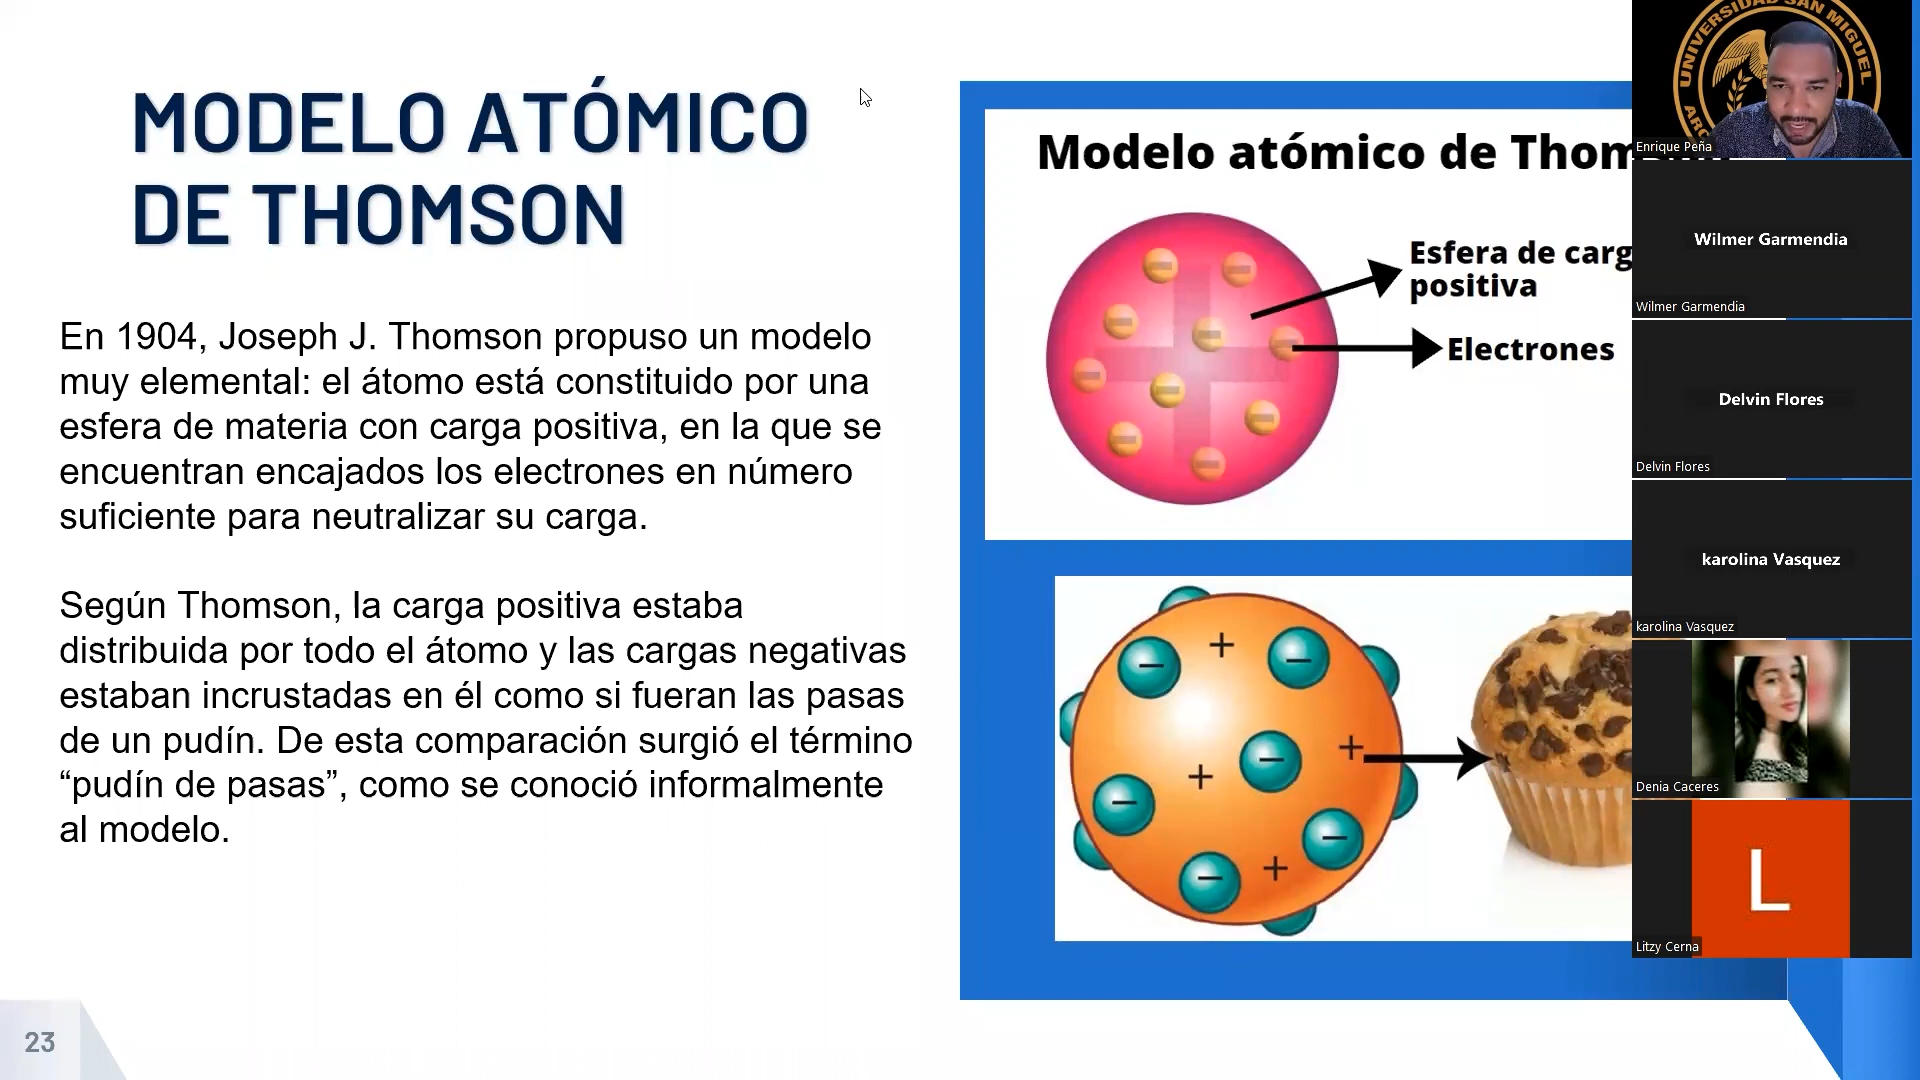 MODELO ATÓMICO
DE THOMSON
En 1904, Joseph J. Thomson propuso un modelo
muy elemental: el átomo está constituido por una
esfera de materia con carga positiva, en la que se
encuentran encajados los electrones en número
suficiente para neutralizar su carga.
Según Thomson, la carga positiva estaba
distribuida por todo el átomo y las cargas negativas
estaban incrustadas en él como si fueran las pasas
de un pudín. De esta comparación surgió el término
“pudín de pasas”, como se conoció informalmente
al modelo.
23
Modelo atómico de Thom
Esfera de carg
positiva
Electrones
UNIVERSIDAD SAN MIGUEL
Enrique Peña
Wilmer Garmendia
Wilmer Garmendia
Delvin Flores
Delvin Flores
karolina Vasquez
karolina Vasquez
Denia Caceres
L
Litzy Cerna